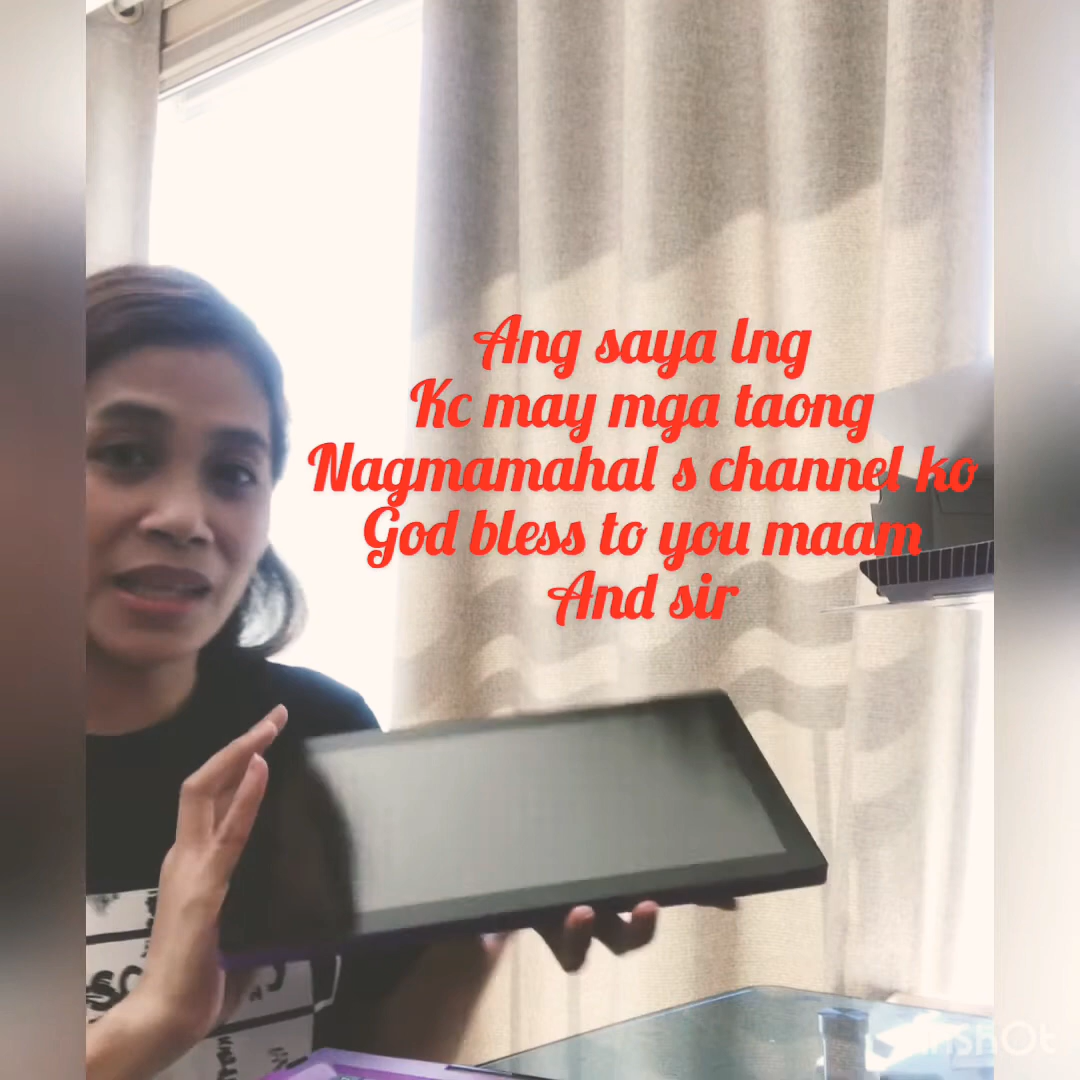 Ang saya lng
Kc may mga taong
Nagmamahal s channel ko
God bless to you maam
And sir